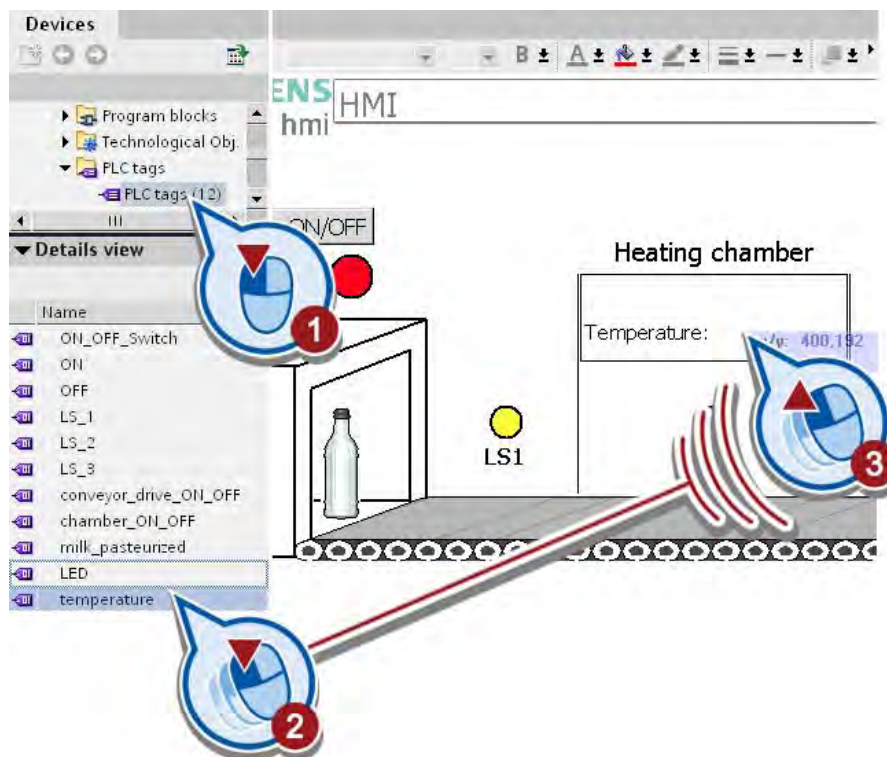 Devices
B A
ENS
HMI
hmi
Program blocks
Technological Obj.
PLC tags
PLC tags (12)
III
ON/OFF
Details view
Heating chamber
1
Name
Temperature:
x/y: 400,192
ON_OFF_Switch
ON
OFF
LS_1
LS_2
LS_3
LS1
3
conveyor_drive_ON_OFF
chamber_ON_OFF
milk_pasteurized
LED
temperature
2